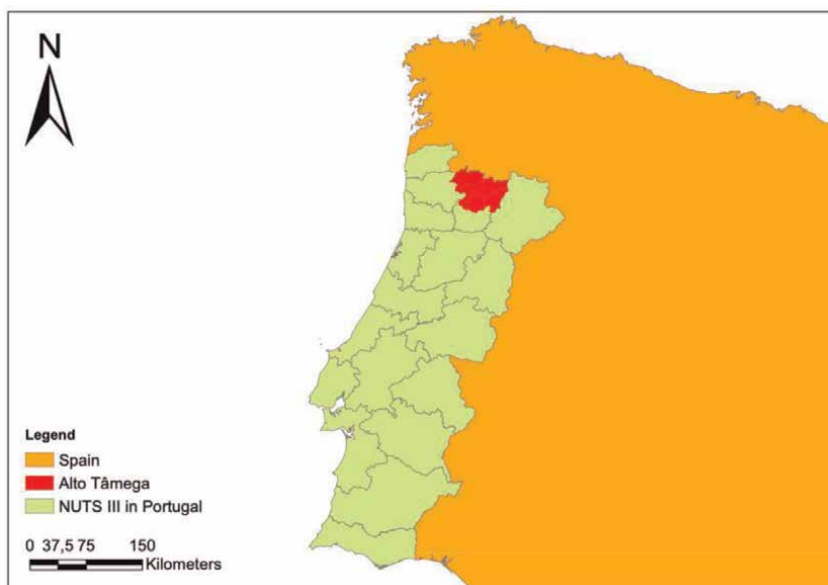 N
Legend
Spain
Alto Tâmega
NUTS III in Portugal
0 37,5 75 150
Kilometers